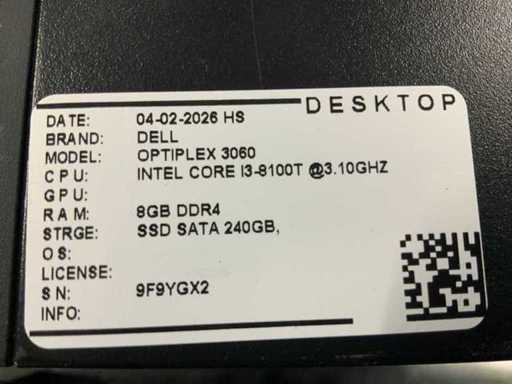 DESKTOP
DATE: 04-02-2026 HS
BRAND: DELL
MODEL: OPTIPLEX 3060
CPU: INTEL CORE I3-8100T @3.10GHZ
GPU:
RAM: 8GB DDR4
STRGE: SSD SATA 240GB,
OS:
LICENSE:
SN: 9F9YGX2
INFO: